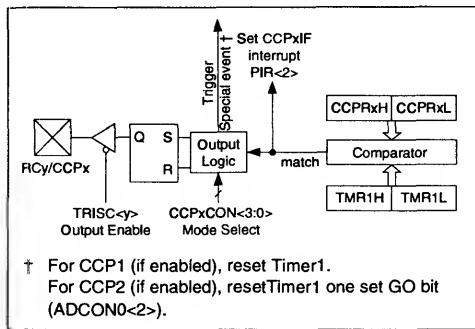 Trigger
Special event †
Set CCPxIF
interrupt
PIR<2>
CCPRxH CCPRxL
Q S
R
Output
Logic
match
Comparator
RCy/CCPx
TRISC<y>
Output Enable
CCPxCON<3:0>
Mode Select
TMR1H TMR1L
† For CCP1 (if enabled), reset Timer1.
For CCP2 (if enabled), resetTimer1 one set GO bit
(ADCON0<2>).